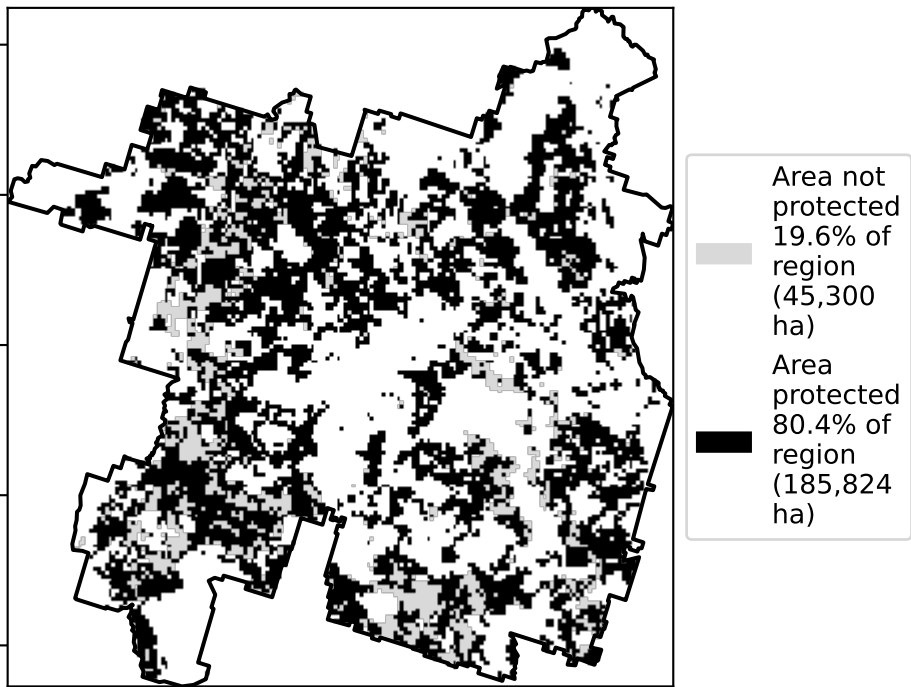 Area not
protected
19.6% of
region
(45,300
ha)
Area
protected
80.4% of
region
(185,824
ha)